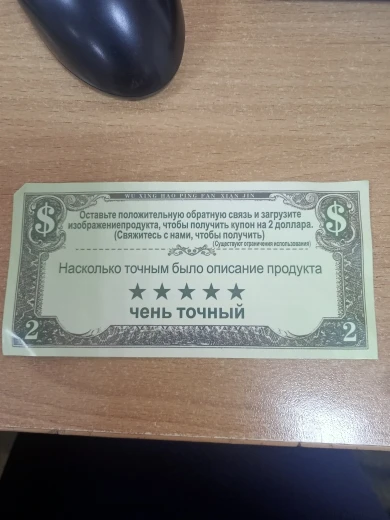 WU XING HAO PING FAN XIAN JIN
$ $
Оставьте положительную обратную связь и загрузите
изображениепродукта, чтобы получить купон на 2 доллара.
(Свяжитесь с нами, чтобы получить)
(Существуют ограничения использования)
Насколько точным было описание продукта
★★★★★
чень точный
2 2